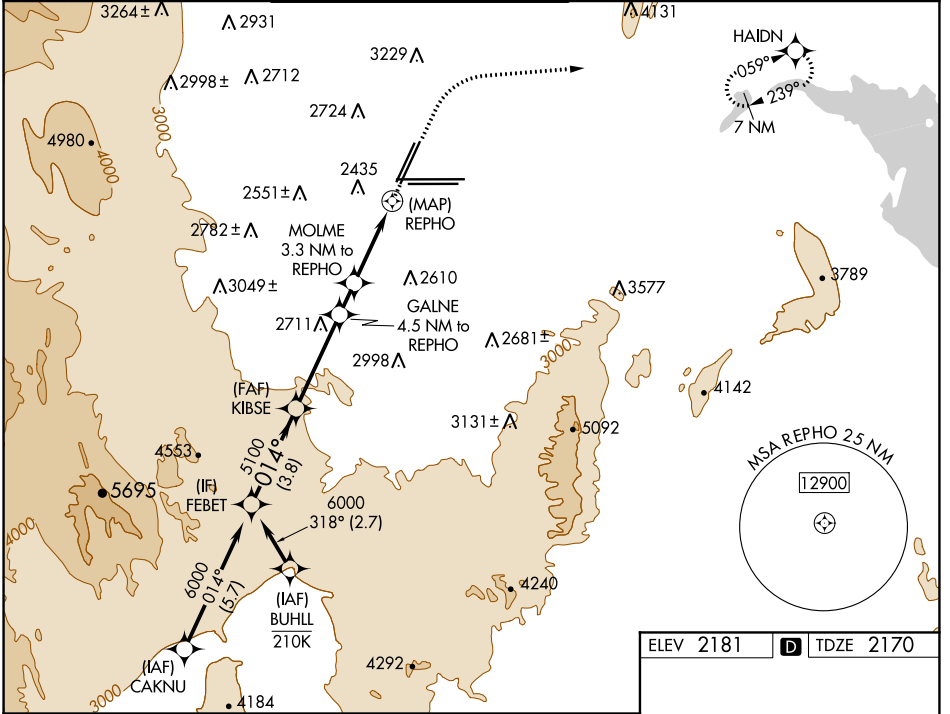 3264 ±
2931
4131
HAIDN
3229
059°
239°
7 NM
2998 ±
2712
3000
2724
4980
4000
2435
2551 ±
(MAP)
REPHO
2782 ±
MOLME
3.3 NM to
REPHO
3049 ±
2610
3577
3789
GALNE
4.5 NM to
REPHO
2711
2681±
2998
3000
(FAF)
KIBSE
4142
3131 ±
5092
4553
5100
014°
(3.8)
MSA REPHO 25 NM
12900
5695
(IF)
FEBET
6000
318° (2.7)
4000
6000
014°
(5.7)
4240
(IAF)
BUHLL
210K
(IAF)
CAKNU
3000
4292
4184
ELEV 2181 D TDZE 2170